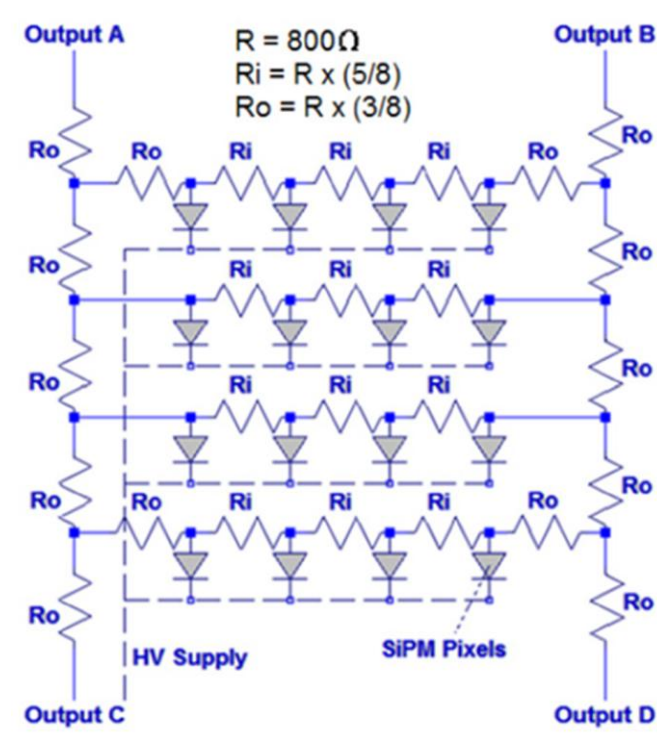 Output A
Output B
R = 800Ω
Ri = R x (5/8)
Ro = R x (3/8)
Ro
Ro
Ro Ri Ri Ri Ro
Ro
Ro
Ri Ri Ri
Ro
Ro
Ri Ri Ri
Ro
Ro
Ro Ri Ri Ri Ro
Ro
Ro
HV Supply
SiPM Pixels
Output C
Output D